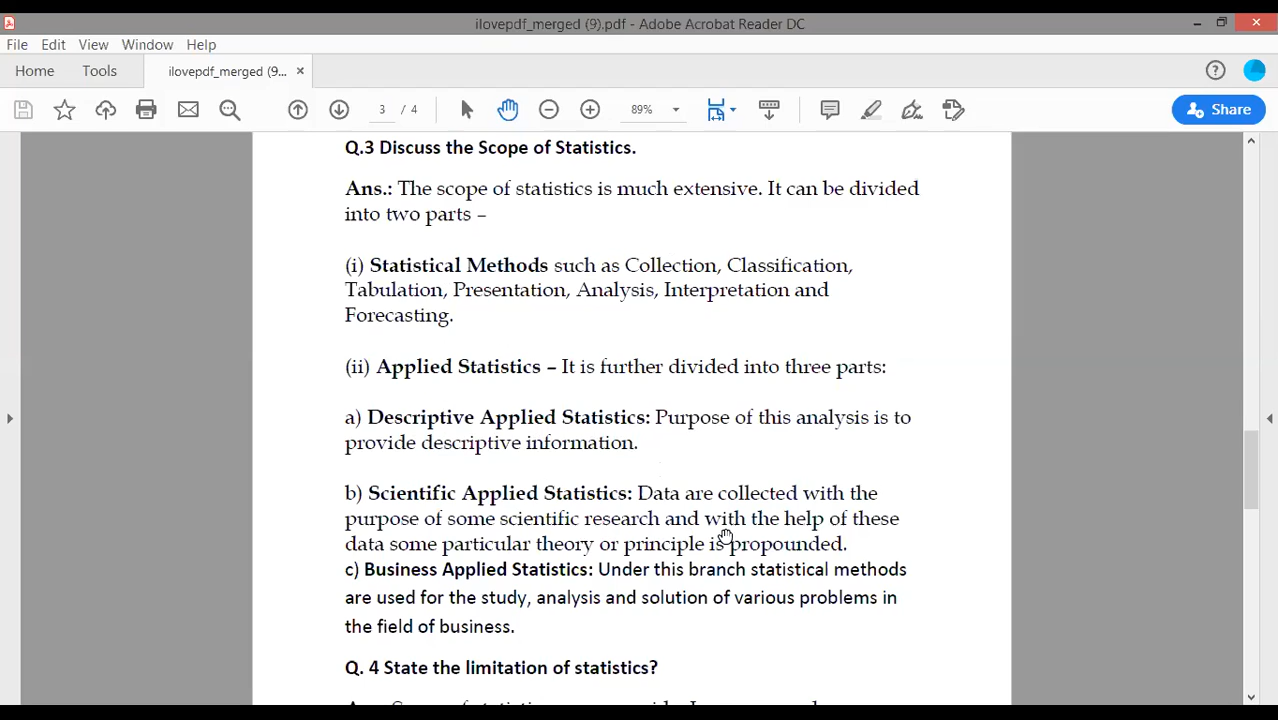 ilovepdf_merged (9).pdf - Adobe Acrobat Reader DC
File Edit View Window Help
Home Tools ilovepdf_merged (9... ×
3 / 4 89% Share
Q.3 Discuss the Scope of Statistics.
Ans.: The scope of statistics is much extensive. It can be divided
into two parts –
(i) Statistical Methods such as Collection, Classification,
Tabulation, Presentation, Analysis, Interpretation and
Forecasting.
(ii) Applied Statistics – It is further divided into three parts:
a) Descriptive Applied Statistics: Purpose of this analysis is to
provide descriptive information.
b) Scientific Applied Statistics: Data are collected with the
purpose of some scientific research and with the help of these
data some particular theory or principle is propounded.
c) Business Applied Statistics: Under this branch statistical methods
are used for the study, analysis and solution of various problems in
the field of business.
Q. 4 State the limitation of statistics?